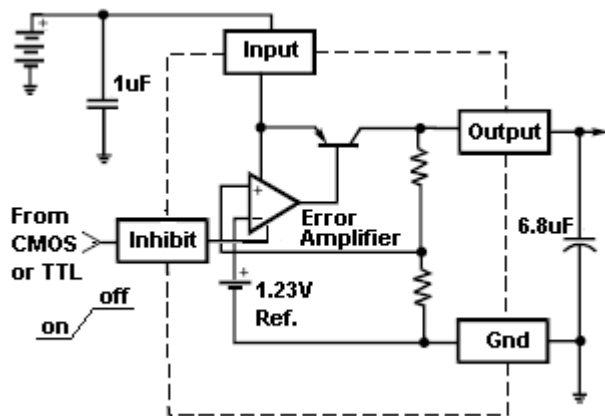 +
Input
1uF
Output
+
−
Error
Amplifier
From
CMOS
or TTL
Inhibit
+
6.8uF
off
on
+
1.23V
Ref.
Gnd